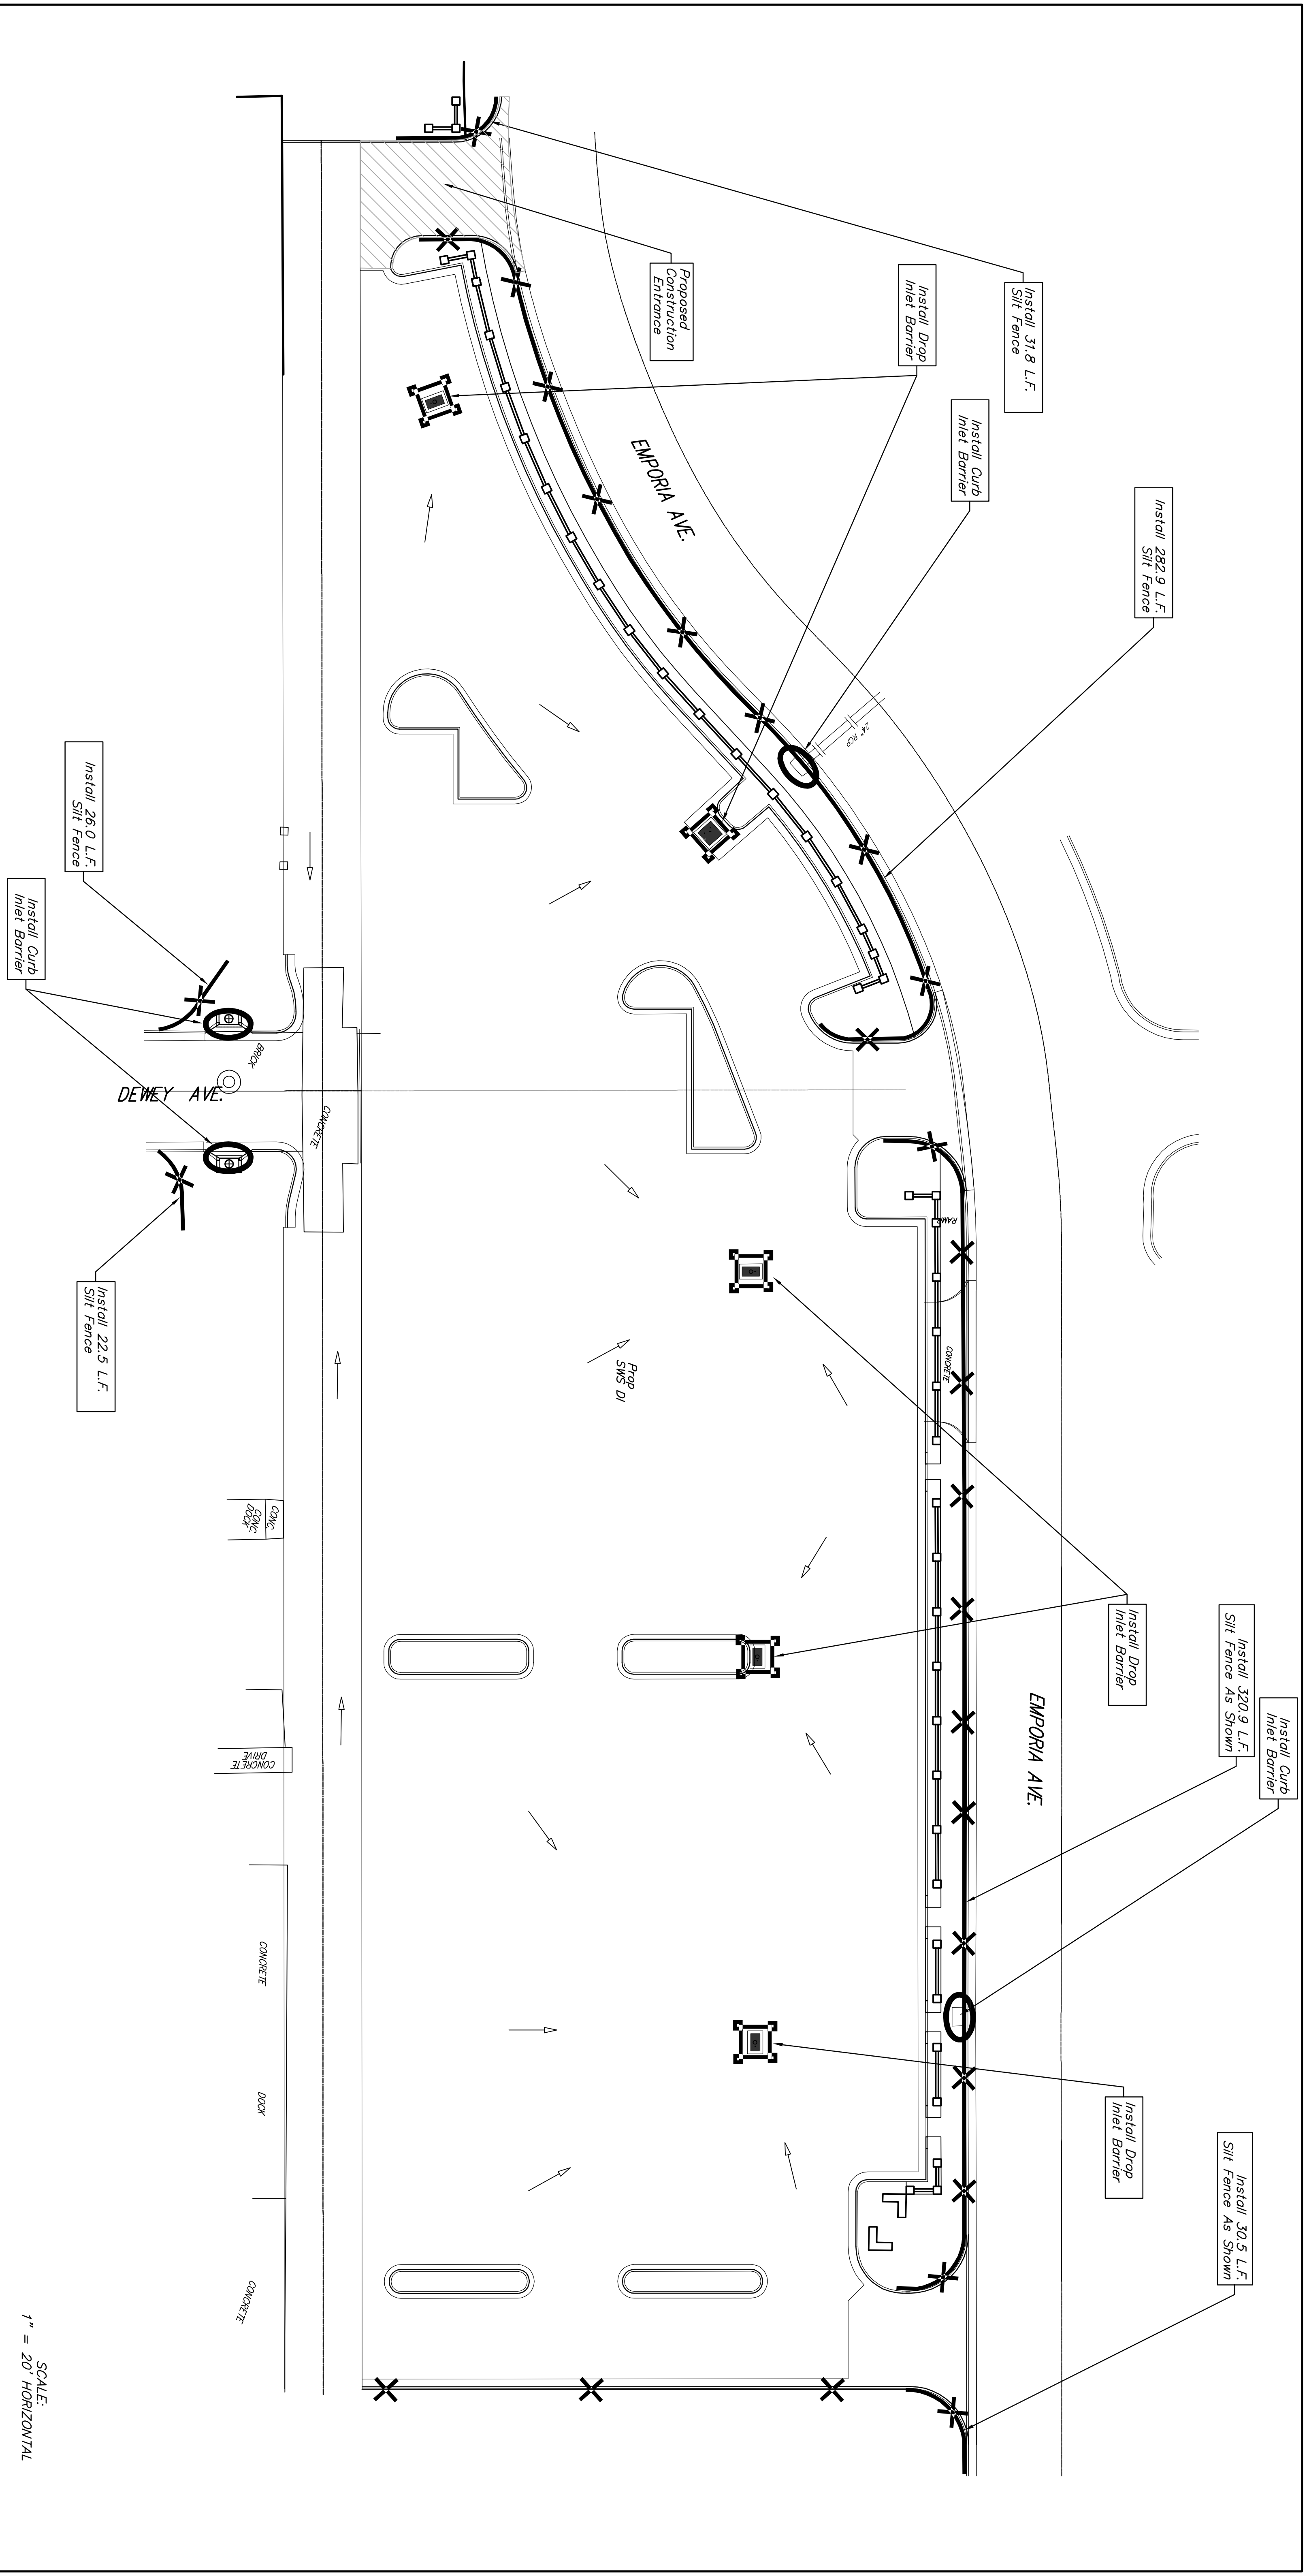 Install 31.8 L.F.
Silt Fence
Proposed
Construction
Entrance
Install Drop
Inlet Barrier
Install Curb
Inlet Barrier
Install 282.9 L.F.
Silt Fence
EMPORIA AVE.
24" RCP
Install 26.0 L.F.
Silt Fence
Install Curb
Inlet Barrier
BRICK
DEWEY AVE.
CONCRETE
Install 22.5 L.F.
Silt Fence
RAMP
CONCRETE
Prop
SWS DI
CONC.
CONC.
DOCK
Install Drop
Inlet Barrier
Install 320.9 L.F.
Silt Fence As Shown
Install Curb
Inlet Barrier
EMPORIA AVE.
CONCRETE
DRIVE
CONCRETE
DOCK
CONCRETE
Install Drop
Inlet Barrier
Install 30.5 L.F.
Silt Fence As Shown
SCALE:
1" = 20' HORIZONTAL